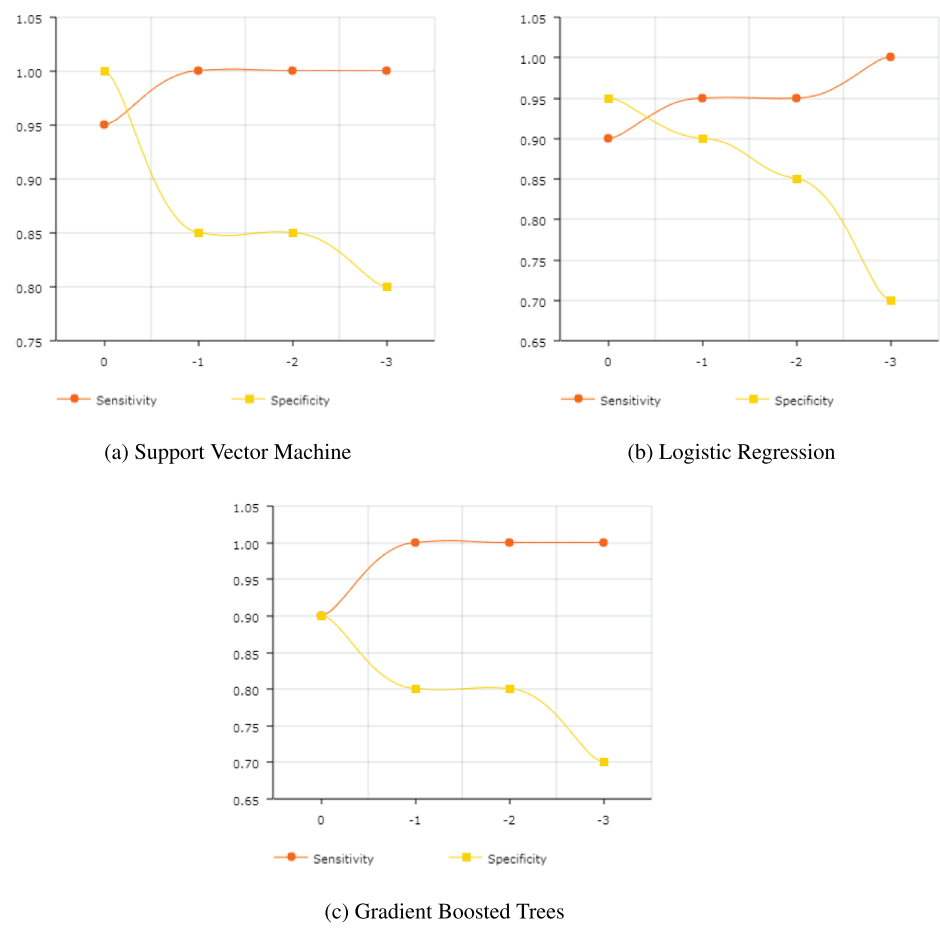 1.05
1.00
0.95
0.90
0.85
0.80
0.75
0 -1 -2 -3
Sensitivity Specificity
(a) Support Vector Machine
1.05
1.00
0.95
0.90
0.85
0.80
0.75
0.70
0.65
0 -1 -2 -3
Sensitivity Specificity
(b) Logistic Regression
1.05
1.00
0.95
0.90
0.85
0.80
0.75
0.70
0.65
0 -1 -2 -3
Sensitivity Specificity
(c) Gradient Boosted Trees